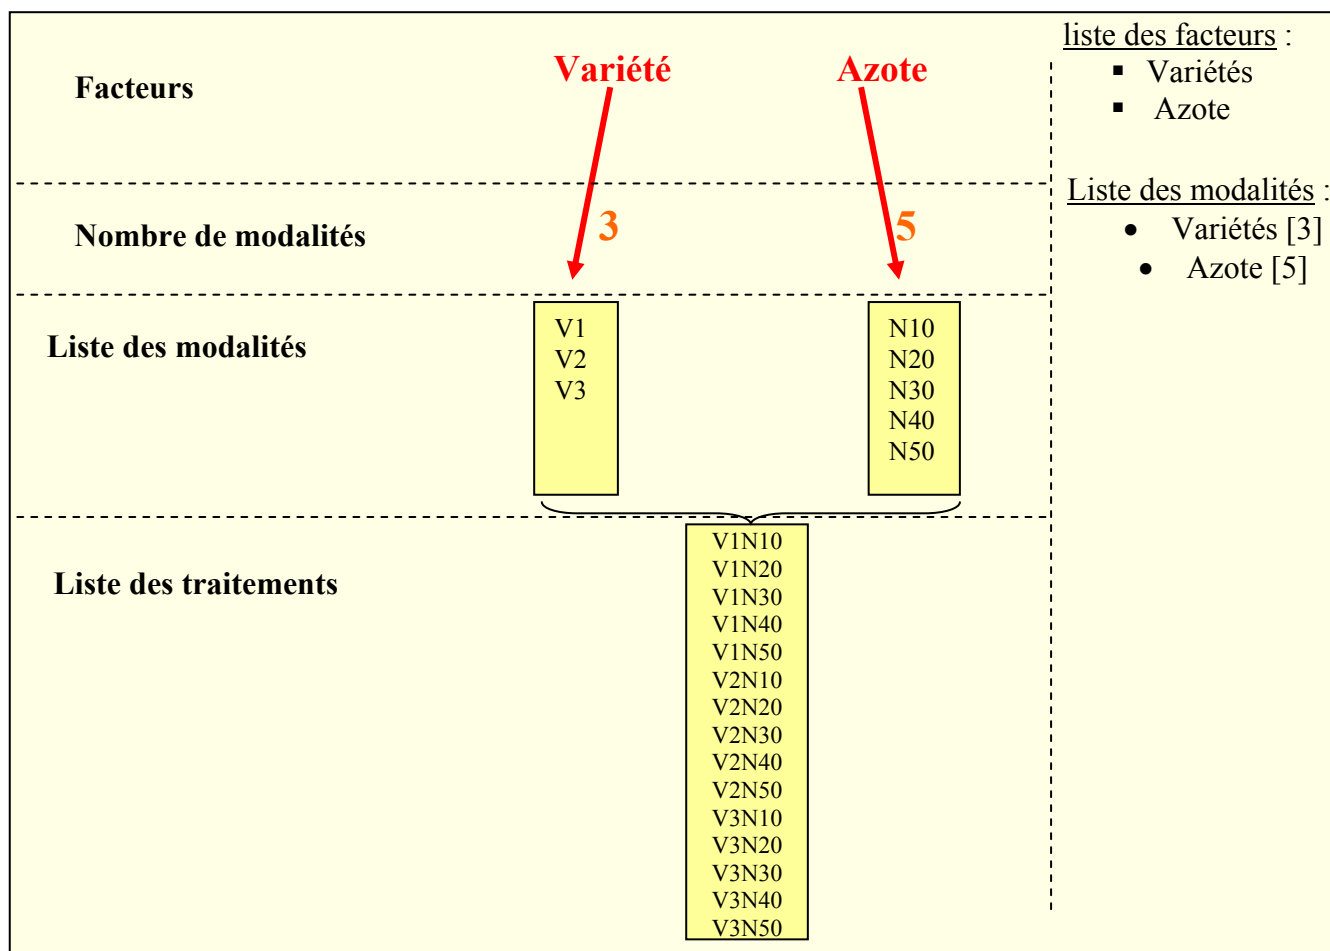 Facteurs
Variété
Azote
Nombre de modalités
3
5
Liste des modalités
V1
V2
V3
N10
N20
N30
N40
N50
Liste des traitements
V1N10
V1N20
V1N30
V1N40
V1N50
V2N10
V2N20
V2N30
V2N40
V2N50
V3N10
V3N20
V3N30
V3N40
V3N50
liste des facteurs :
▪ Variétés
▪ Azote
Liste des modalités :
• Variétés [3]
• Azote [5]